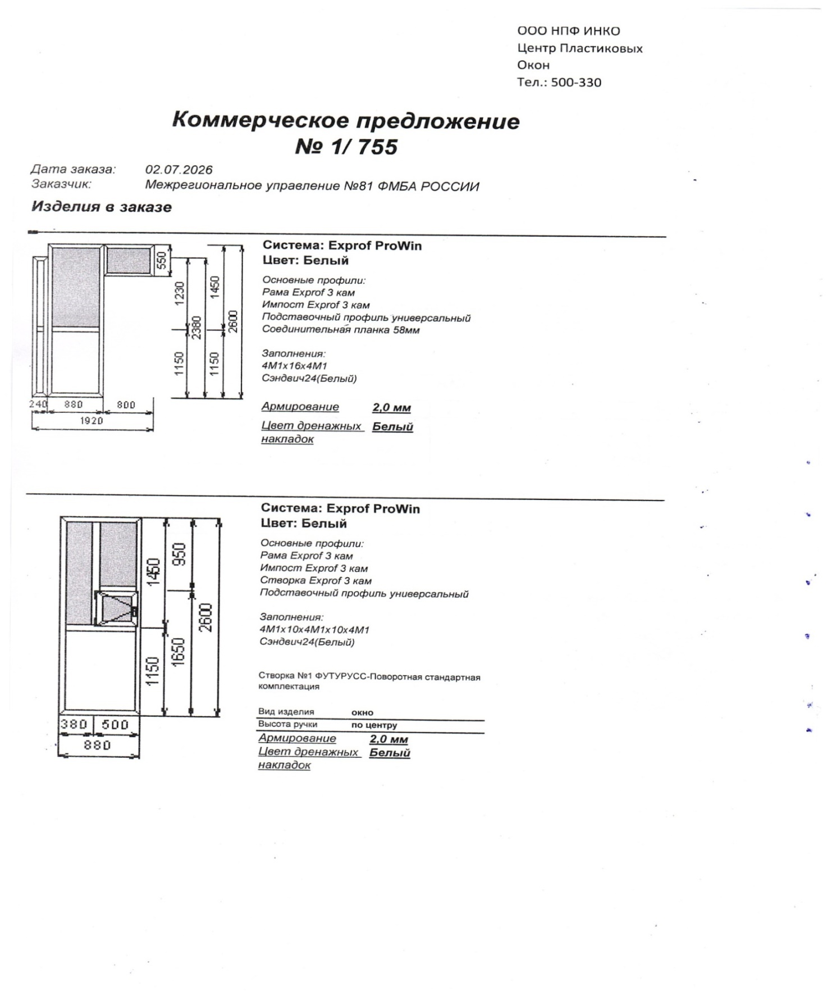 ООО НПФ ИНКО
Центр Пластиковых
Окон
Тел.: 500-330
Коммерческое предложение
№ 1/ 755
Дата заказа: 02.07.2026
Заказчик: Межрегиональное управление №81 ФМБА РОССИИ
Изделия в заказе
Система: Exprof ProWin
Цвет: Белый
Основные профили:
Рама Exprof 3 кам
Импост Exprof 3 кам
Подставочный профиль универсальный
Соединительная планка 58мм
Заполнения:
4М1х16х4М1
Сэндвич24(Белый)
Армирование 2,0 мм
Цвет дренажных Белый
накладок
550
1230
1450
2380
2600
1150
1150
240 880 800
1920
Система: Exprof ProWin
Цвет: Белый
Основные профили:
Рама Exprof 3 кам
Импост Exprof 3 кам
Створка Exprof 3 кам
Подставочный профиль универсальный
Заполнения:
4М1х10х4М1х10х4М1
Сэндвич24(Белый)
Створка №1 ФУТУРУСС-Поворотная стандартная
комплектация
Вид изделия окно
Высота ручки по центру
Армирование 2,0 мм
Цвет дренажных Белый
накладок
950
1450
2600
1650
1150
380 500
880